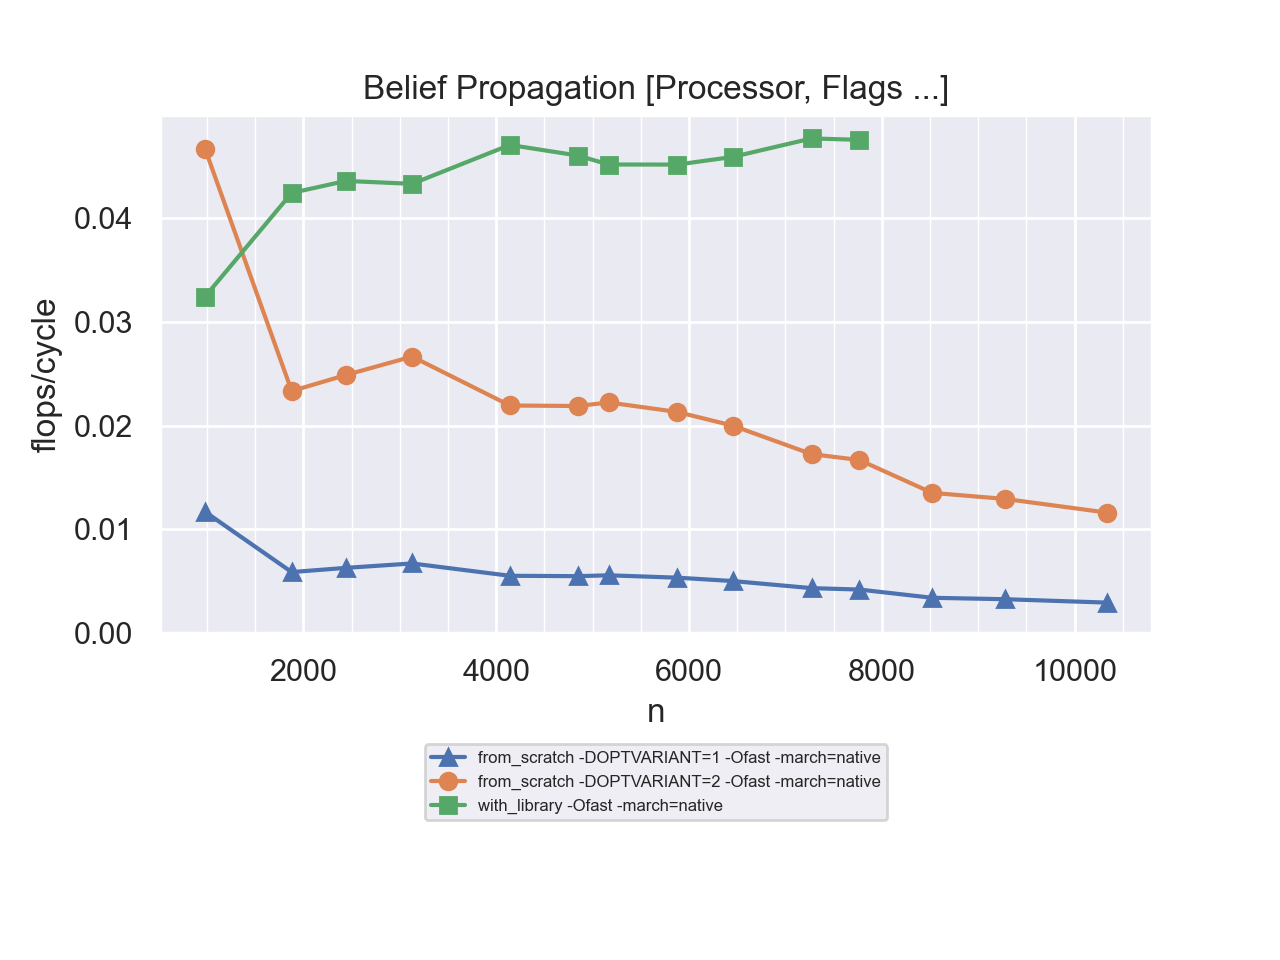 Belief Propagation [Processor, Flags ...]
0.04
0.03
0.02
0.01
0.00
flops/cycle
2000 4000 6000 8000 10000
n
from_scratch -DOPTVARIANT=1 -Ofast -march=native
from_scratch -DOPTVARIANT=2 -Ofast -march=native
with_library -Ofast -march=native